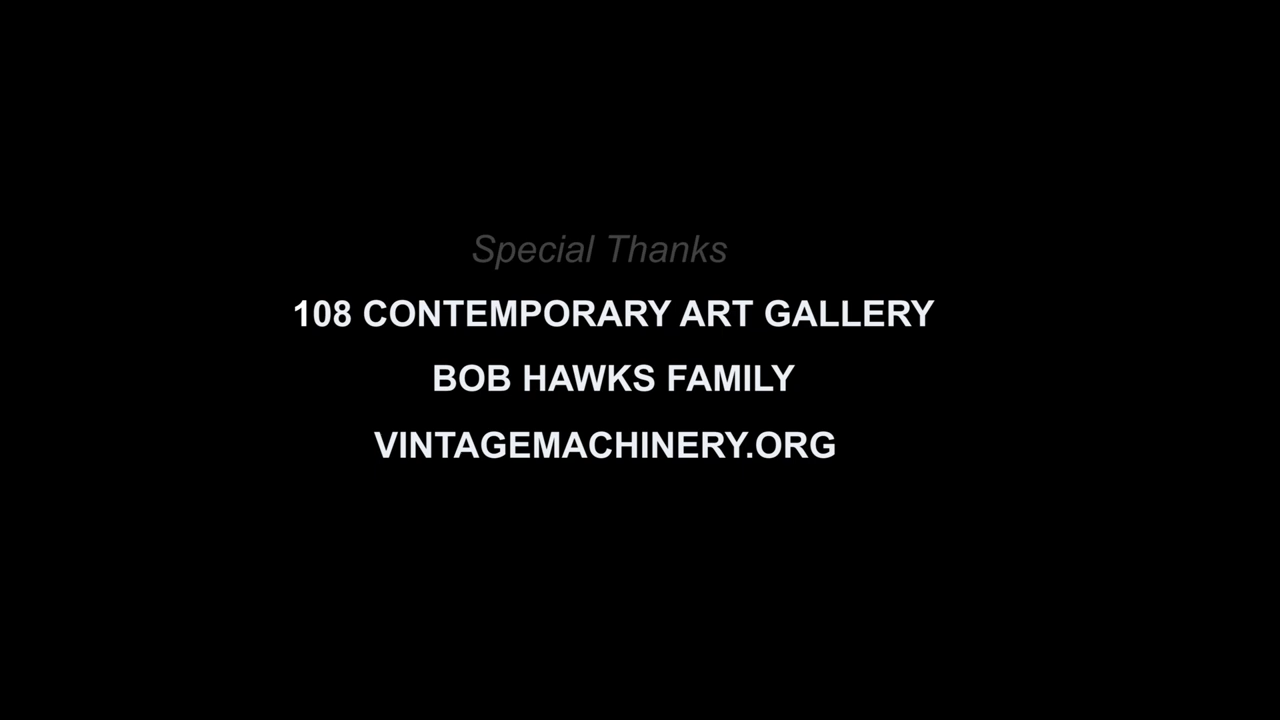 Special Thanks
108 CONTEMPORARY ART GALLERY
BOB HAWKS FAMILY
VINTAGEMACHINERY.ORG